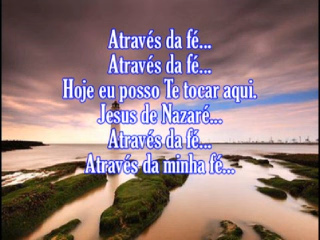 Através da fé...
Através da fé...
Hoje eu posso Te tocar aqui.
Jesus de Nazaré...
Através da fé...
Através da minha fé...